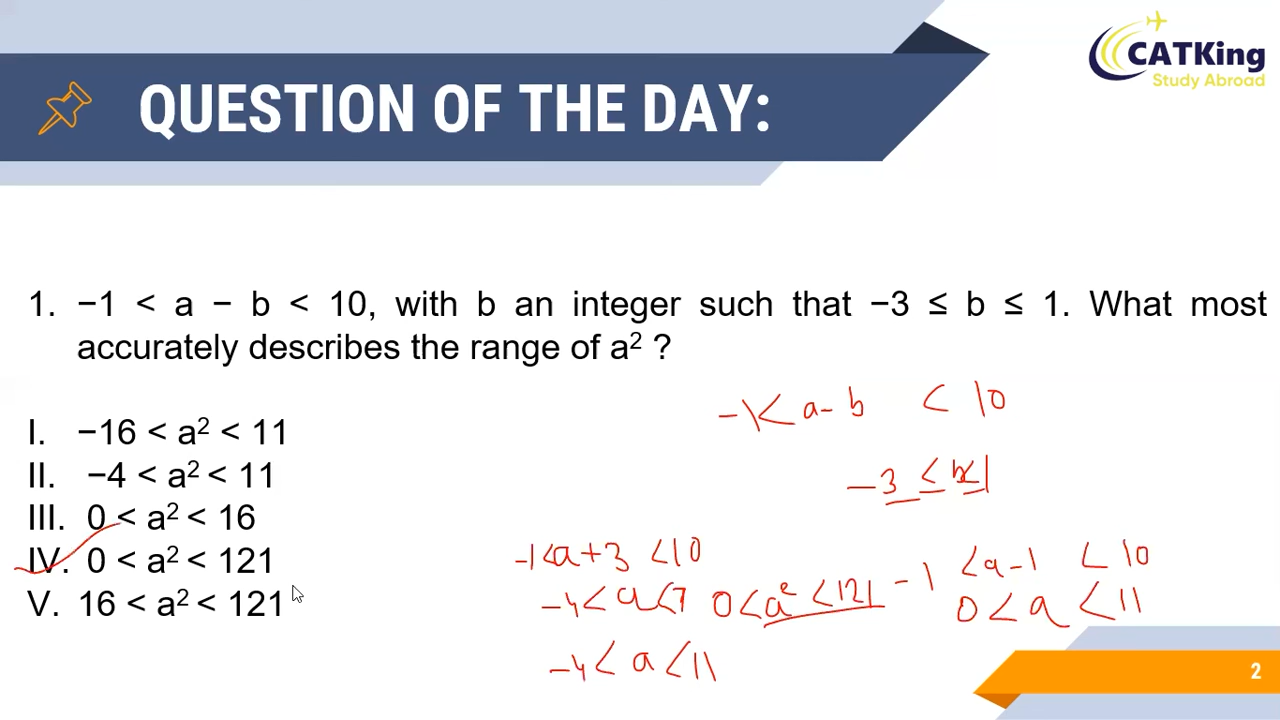 CATKing
Study Abroad
QUESTION OF THE DAY:
1. −1 < a − b < 10, with b an integer such that −3 ≤ b ≤ 1. What most
accurately describes the range of a² ?
-1 < a - b < 10
I. −16 < a² < 11
II. −4 < a² < 11
-3 ≤ b ≤ 1
III. 0 < a² < 16
IV. 0 < a² < 121
V. 16 < a² < 121
-1 < a + 3 < 10
-1 < a - 1 < 10
-4 < a < 7
0 < a² < 121
0 < a < 11
-4 < a < 11
2